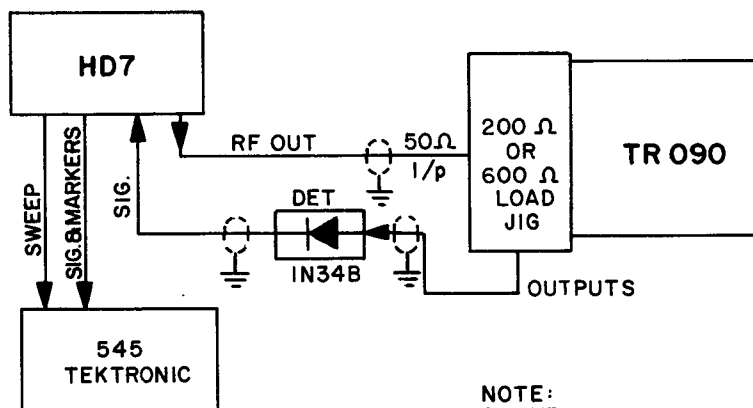 HD7
SWEEP
SIG. & MARKERS
SIG.
RF OUT
50Ω
I/p
200 Ω
OR
600 Ω
LOAD
JIG
TR 090
DET
IN34B
OUTPUTS
545
TEKTRONIC
NOTE: